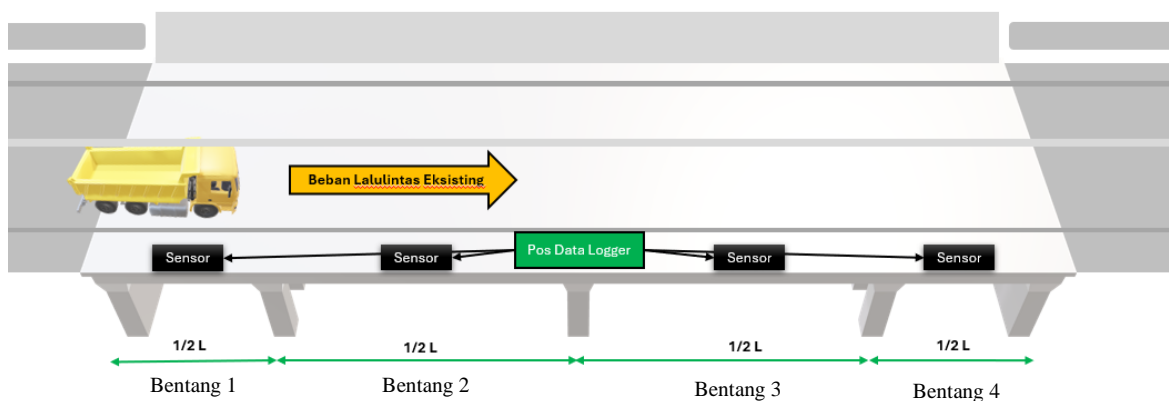 Beban Lalulintas Eksisting
Pos Data Logger
Sensor
Sensor
Sensor
Sensor
1/2 L
1/2 L
1/2 L
1/2 L
Bentang 1
Bentang 2
Bentang 3
Bentang 4